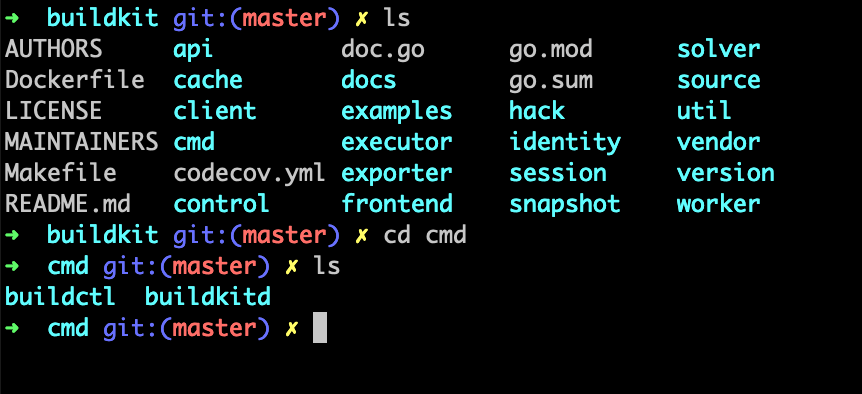 ➜  buildkit git:(master) ✗ ls
AUTHORS     api         doc.go      go.mod      solver
Dockerfile  cache       docs        go.sum      source
LICENSE     client      examples    hack        util
MAINTAINERS cmd         executor    identity    vendor
Makefile    codecov.yml exporter    session     version
README.md   control     frontend    snapshot    worker
➜  buildkit git:(master) ✗ cd cmd
➜  cmd git:(master) ✗ ls
buildctl  buildkitd
➜  cmd git:(master) ✗